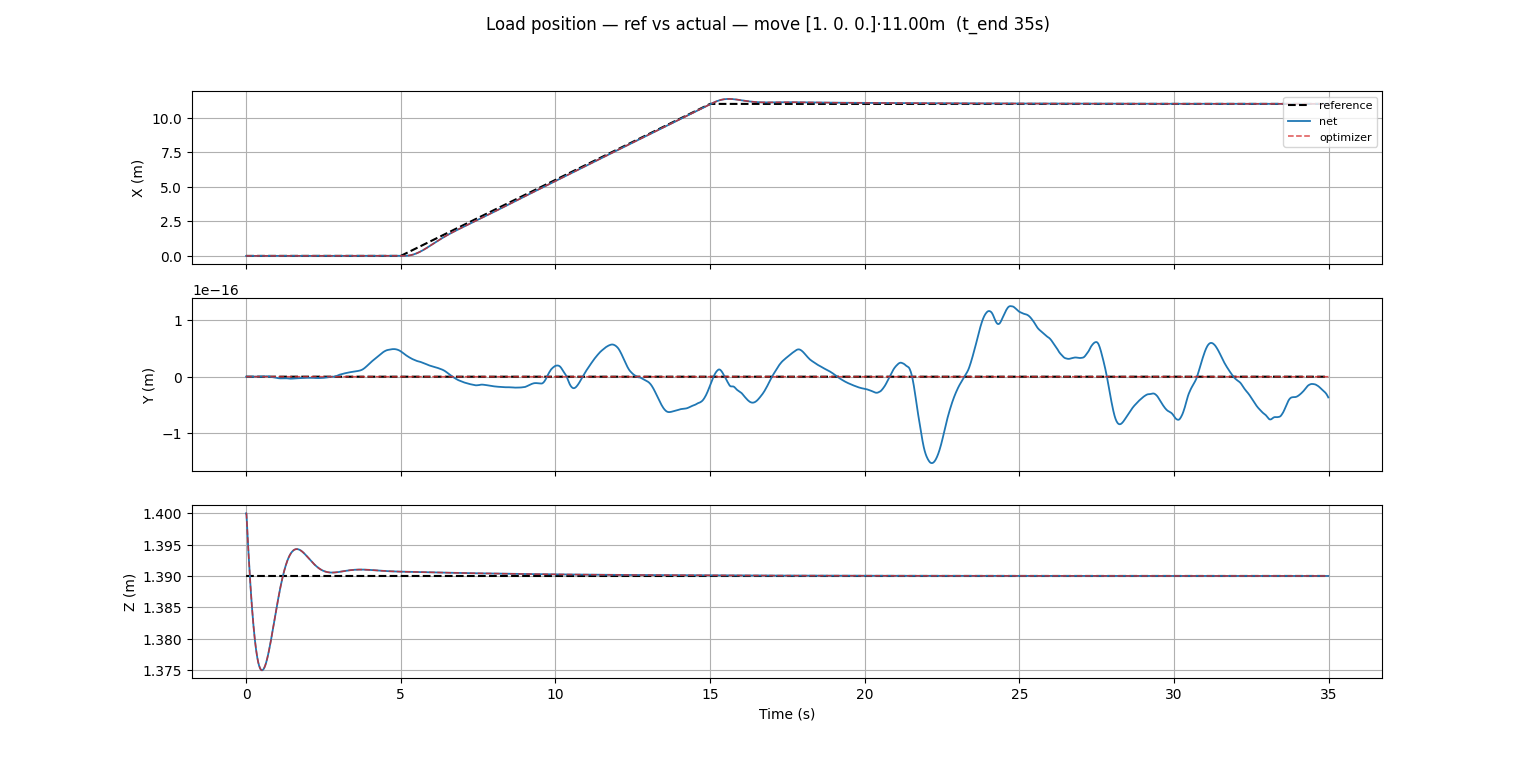 Load position — ref vs actual — move [1. 0. 0.]·11.00m  (t_end 35s)
X (m)
10.0
7.5
5.0
2.5
0.0
reference
net
optimizer
1e−16
Y (m)
1
0
−1
Z (m)
1.400
1.395
1.390
1.385
1.380
1.375
0 5 10 15 20 25 30 35
Time (s)